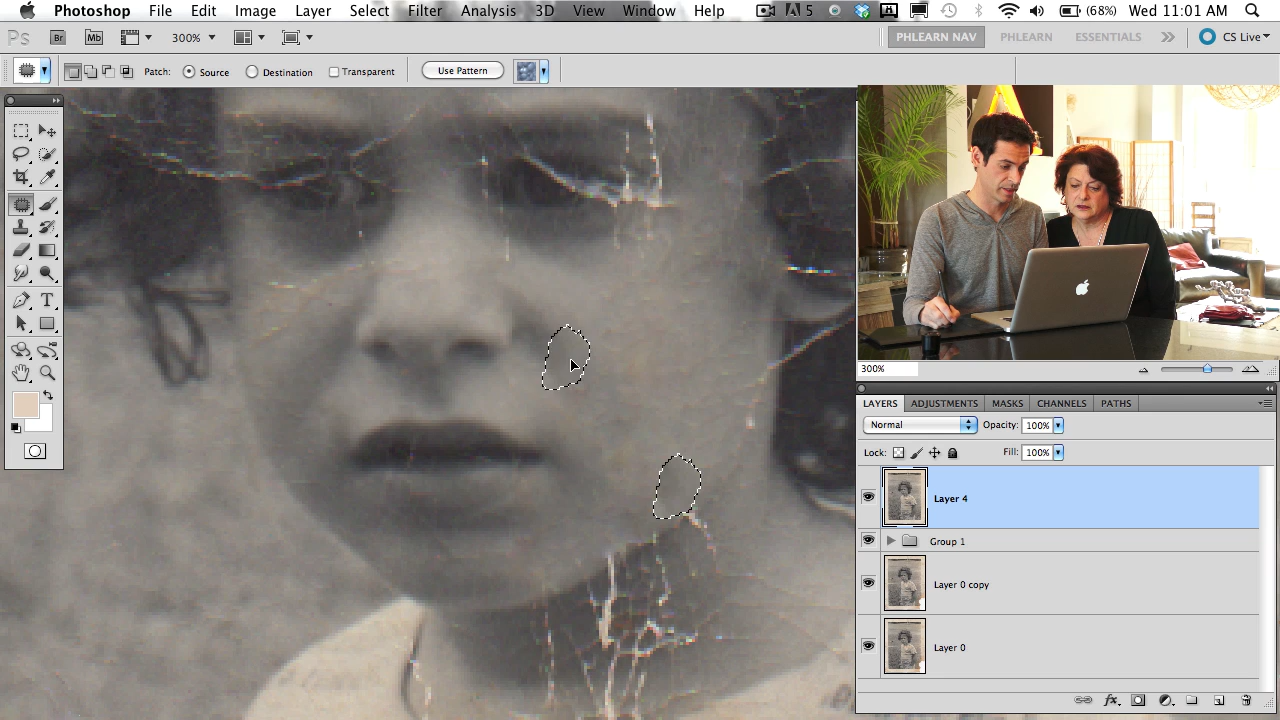 Photoshop File Edit Image Layer Select Filter Analysis 3D View Window Help 5 (68%) Wed 11:01 AM
Ps Br Mb 300% PHLEARN NAV PHLEARN ESSENTIALS CS Live
Patch: Source Destination Transparent Use Pattern
T
300%
LAYERS ADJUSTMENTS MASKS CHANNELS PATHS
Normal Opacity: 100%
Lock: Fill: 100%
Layer 4
Group 1
Layer 0 copy
Layer 0
fx